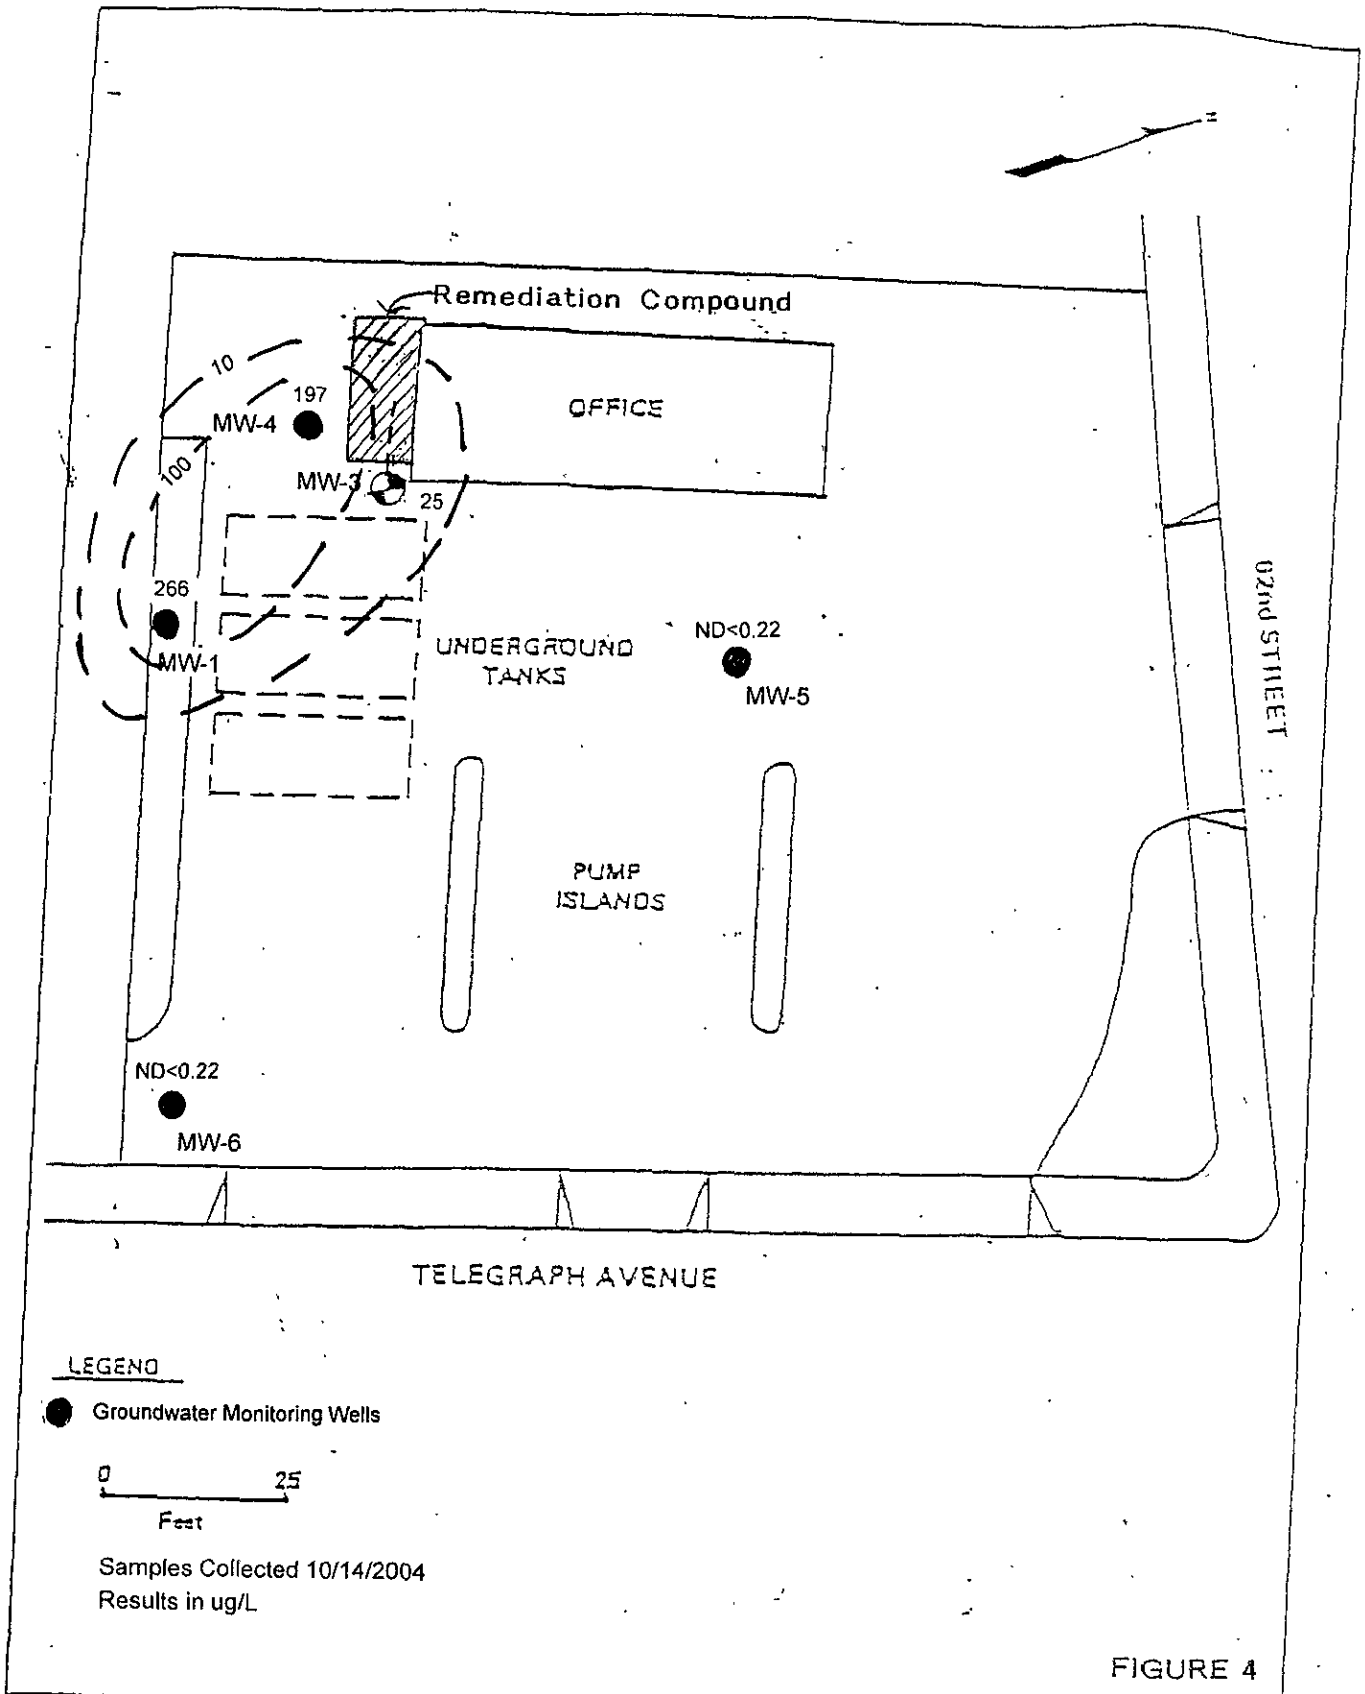 Remediation Compound
10
197
MW-4
OFFICE
100
MW-3
25
266
MW-1
UNDERGROUND
TANKS
ND<0.22
MW-5
PUMP
ISLANDS
ND<0.22
MW-6
TELEGRAPH AVENUE
LEGEND
Groundwater Monitoring Wells
0 25
Feet
Samples Collected 10/14/2004
Results in ug/L
FIGURE 4
STREET